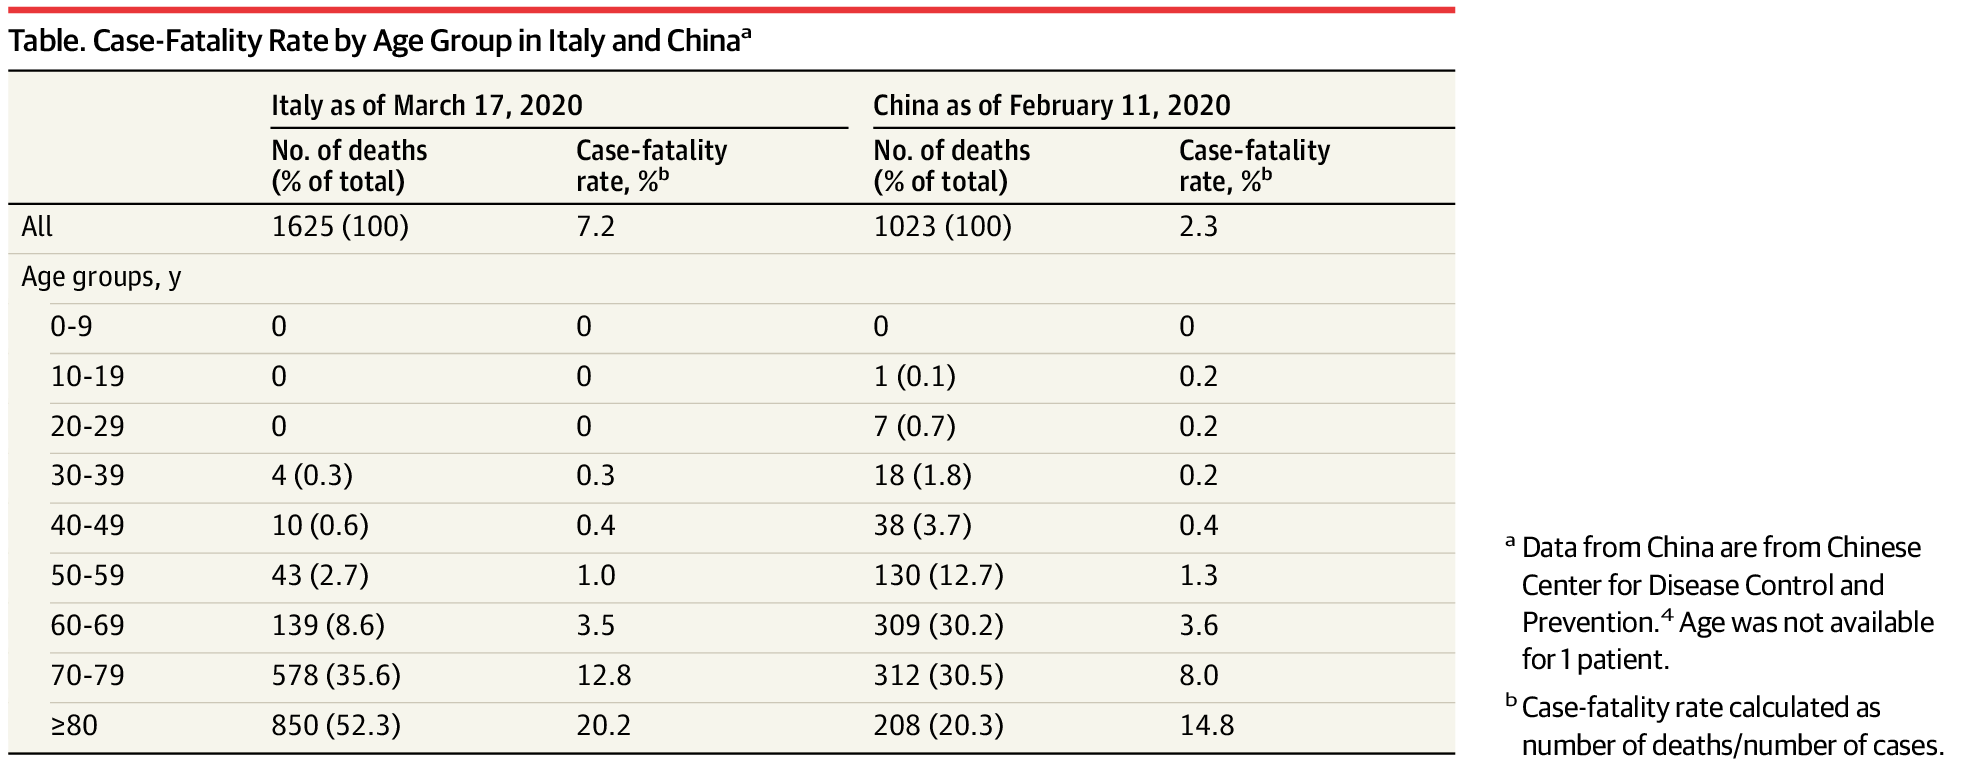 Table. Case-Fatality Rate by Age Group in Italy and Chinaᵃ
Italy as of March 17, 2020 China as of February 11, 2020
No. of deaths (% of total) Case-fatality rate, %ᵇ No. of deaths (% of total) Case-fatality rate, %ᵇ
All 1625 (100) 7.2 1023 (100) 2.3
Age groups, y
0-9 0 0 0 0
10-19 0 0 1 (0.1) 0.2
20-29 0 0 7 (0.7) 0.2
30-39 4 (0.3) 0.3 18 (1.8) 0.2
40-49 10 (0.6) 0.4 38 (3.7) 0.4
50-59 43 (2.7) 1.0 130 (12.7) 1.3
60-69 139 (8.6) 3.5 309 (30.2) 3.6
70-79 578 (35.6) 12.8 312 (30.5) 8.0
≥80 850 (52.3) 20.2 208 (20.3) 14.8
ᵃ Data from China are from Chinese
Center for Disease Control and
Prevention.⁴ Age was not available
for 1 patient.
ᵇ Case-fatality rate calculated as
number of deaths/number of cases.